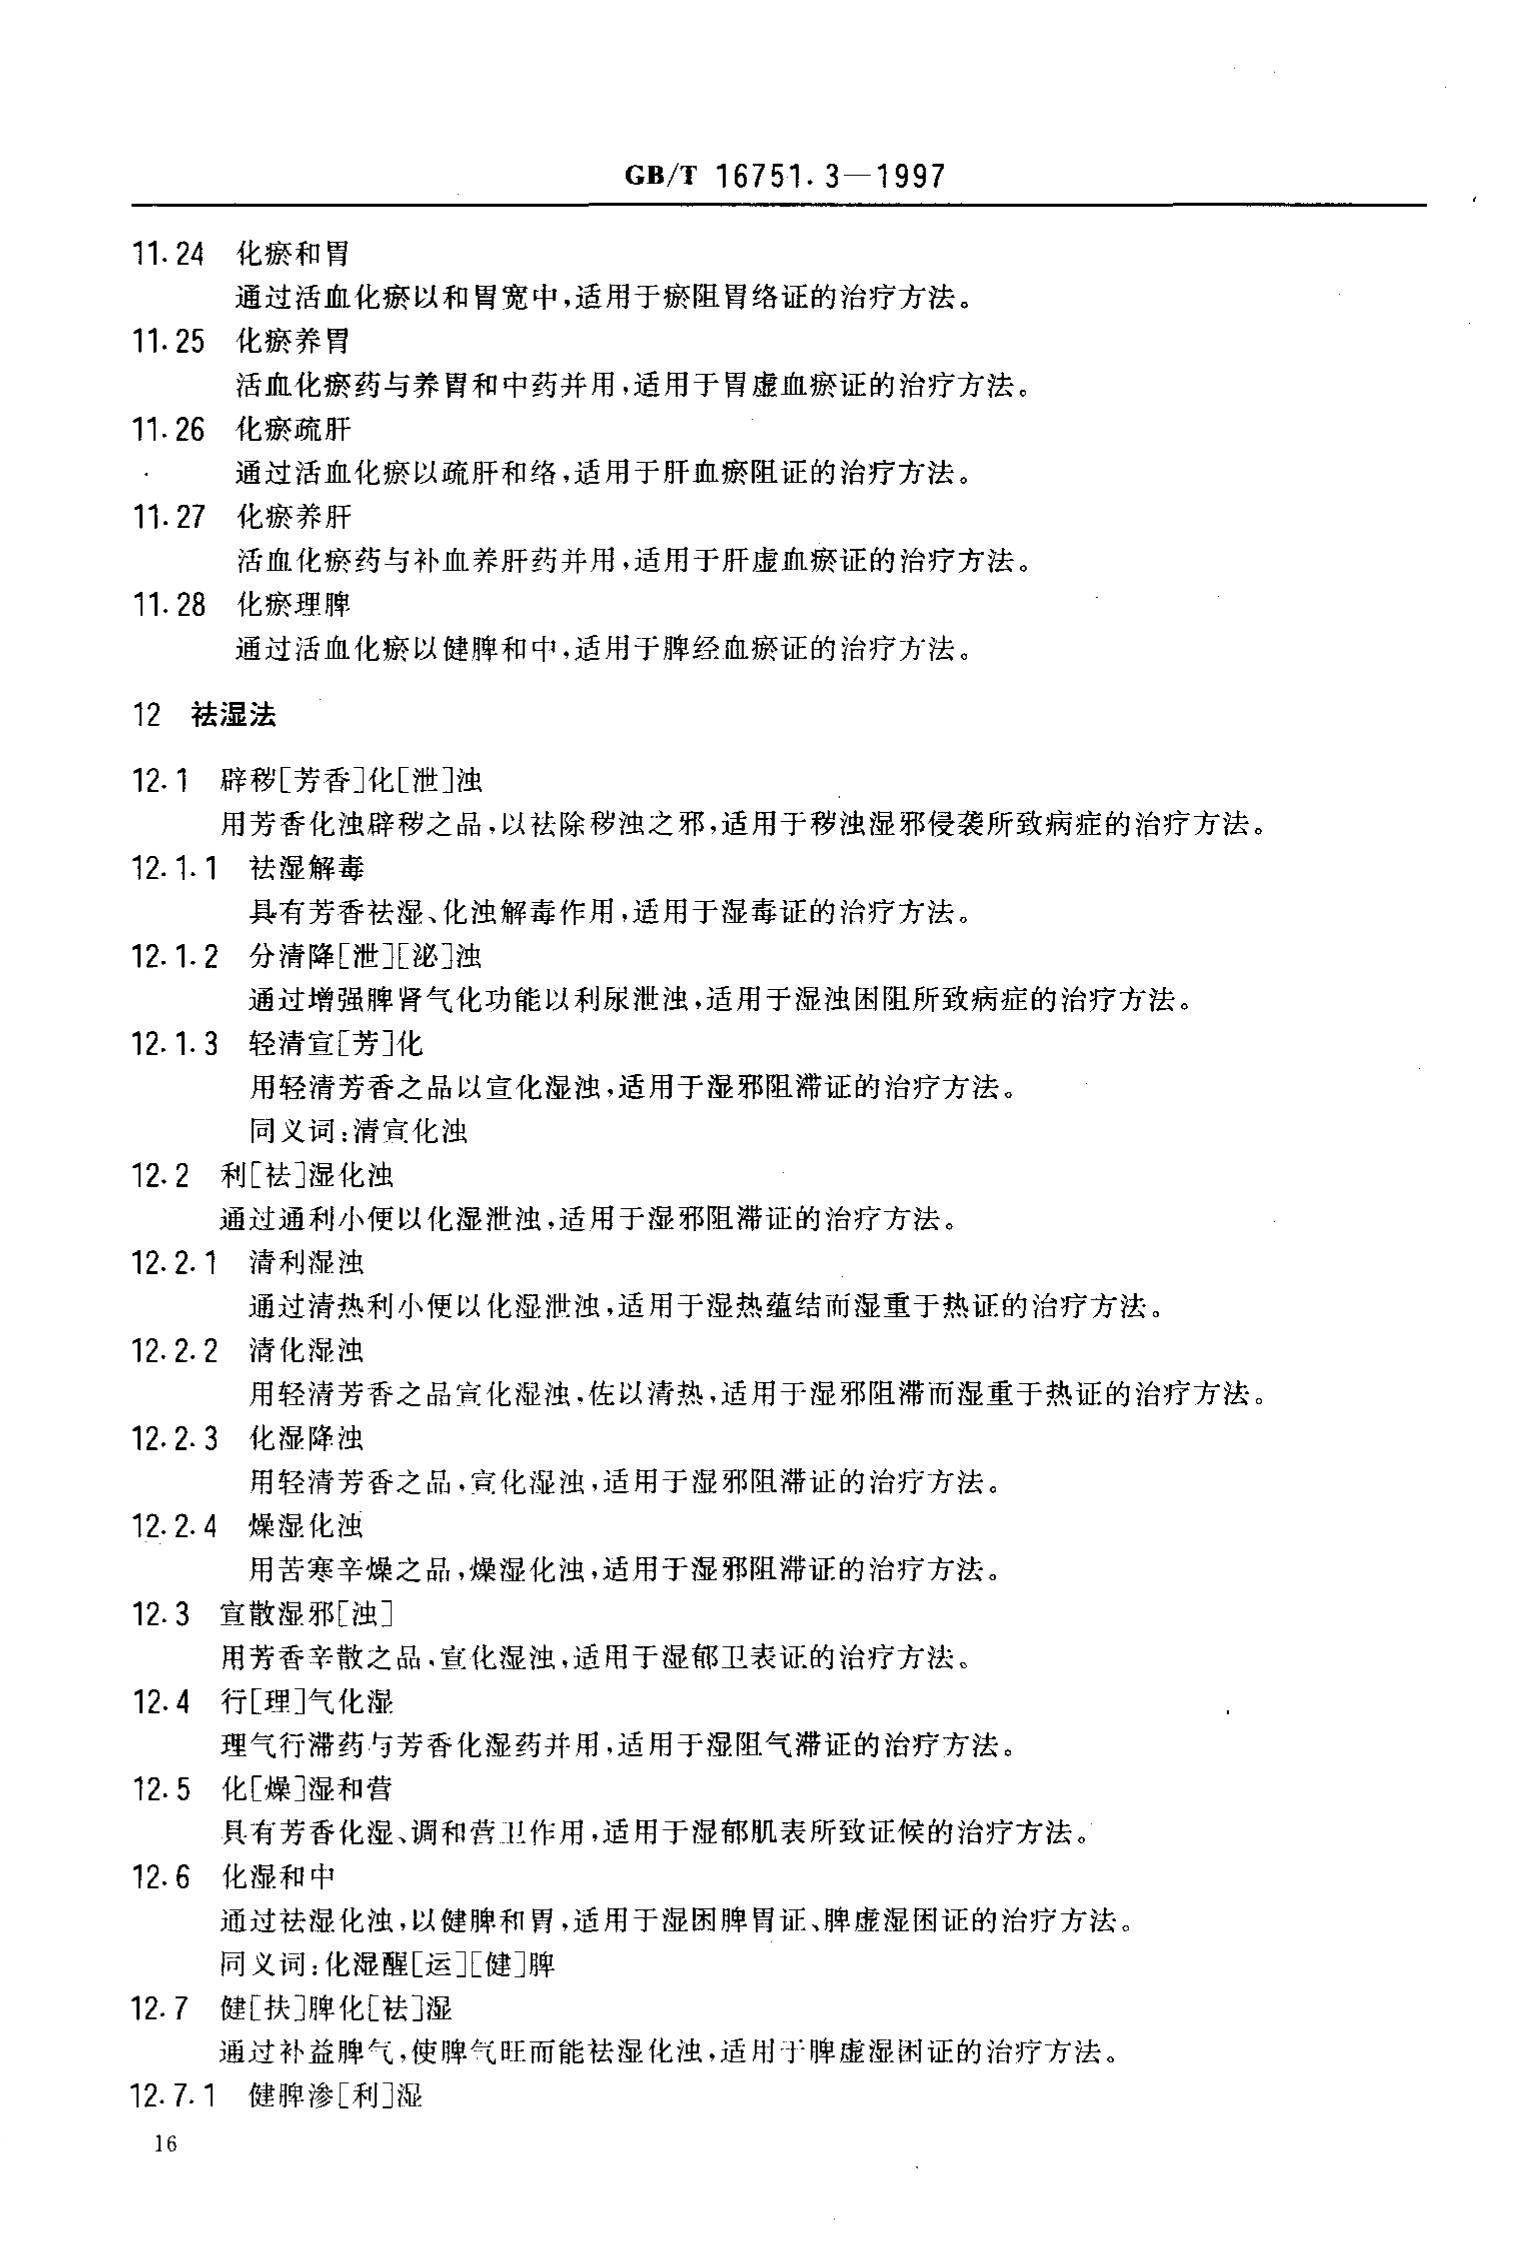 GB/T 16751.3—1997
11.24 化瘀和胃
通过活血化瘀以和胃宽中,适用于瘀阻胃络证的治疗方法。
11.25 化瘀养胃
活血化瘀药与养胃和中药并用,适用于胃虚血瘀证的治疗方法。
11.26 化瘀疏肝
通过活血化瘀以疏肝和络,适用于肝血瘀阻证的治疗方法。
11.27 化瘀养肝
活血化瘀药与补血养肝药并用,适用于肝虚血瘀证的治疗方法。
11.28 化瘀理脾
通过活血化瘀以健脾和中,适用于脾经血瘀证的治疗方法。
12 祛湿法
12.1 辟秽[芳香]化[泄]浊
用芳香化浊辟秽之品,以祛除秽浊之邪,适用于秽浊湿邪侵袭所致病症的治疗方法。
12.1.1 祛湿解毒
具有芳香祛湿、化浊解毒作用,适用于湿毒证的治疗方法。
12.1.2 分清降[泄][泌]浊
通过增强脾肾气化功能以利尿泄浊,适用于湿浊困阻所致病症的治疗方法。
12.1.3 轻清宣[芳]化
用轻清芳香之品以宣化湿浊,适用于湿邪阻滞证的治疗方法。
同义词:清宣化浊
12.2 利[祛]湿化浊
通过通利小便以化湿泄浊,适用于湿邪阻滞证的治疗方法。
12.2.1 清利湿浊
通过清热利小便以化湿泄浊,适用于湿热蕴结而湿重于热证的治疗方法。
12.2.2 清化湿浊
用轻清芳香之品宣化湿浊,佐以清热,适用于湿邪阻滞而湿重于热证的治疗方法。
12.2.3 化湿降浊
用轻清芳香之品,宣化湿浊,适用于湿邪阻滞证的治疗方法。
12.2.4 燥湿化浊
用苦寒辛燥之品,燥湿化浊,适用于湿邪阻滞证的治疗方法。
12.3 宣散湿邪[浊]
用芳香辛散之品,宣化湿浊,适用于湿郁卫表证的治疗方法。
12.4 行[理]气化湿
理气行滞药与芳香化湿药并用,适用于湿阻气滞证的治疗方法。
12.5 化[燥]湿和营
具有芳香化湿、调和营卫作用,适用于湿郁肌表所致证候的治疗方法。
12.6 化湿和中
通过祛湿化浊,以健脾和胃,适用于湿困脾胃证、脾虚湿困证的治疗方法。
同义词:化湿醒[运][健]脾
12.7 健[扶]脾化[祛]湿
通过补益脾气,使脾气旺而能祛湿化浊,适用于脾虚湿困证的治疗方法。
12.7.1 健脾渗[利]湿
16